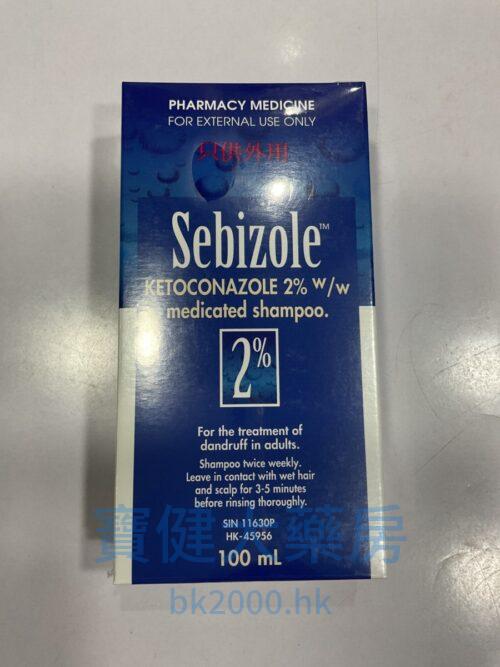 PHARMACY MEDICINE
FOR EXTERNAL USE ONLY
只供外用
Sebizole™
KETOCONAZOLE 2% w/w
medicated shampoo.
2%
For the treatment of
dandruff in adults.
Shampoo twice weekly.
Leave in contact with wet hair
and scalp for 3-5 minutes
before rinsing thoroughly.
SIN 11630P
HK-45956
寶健大藥房
100 mL
bk2000.hk